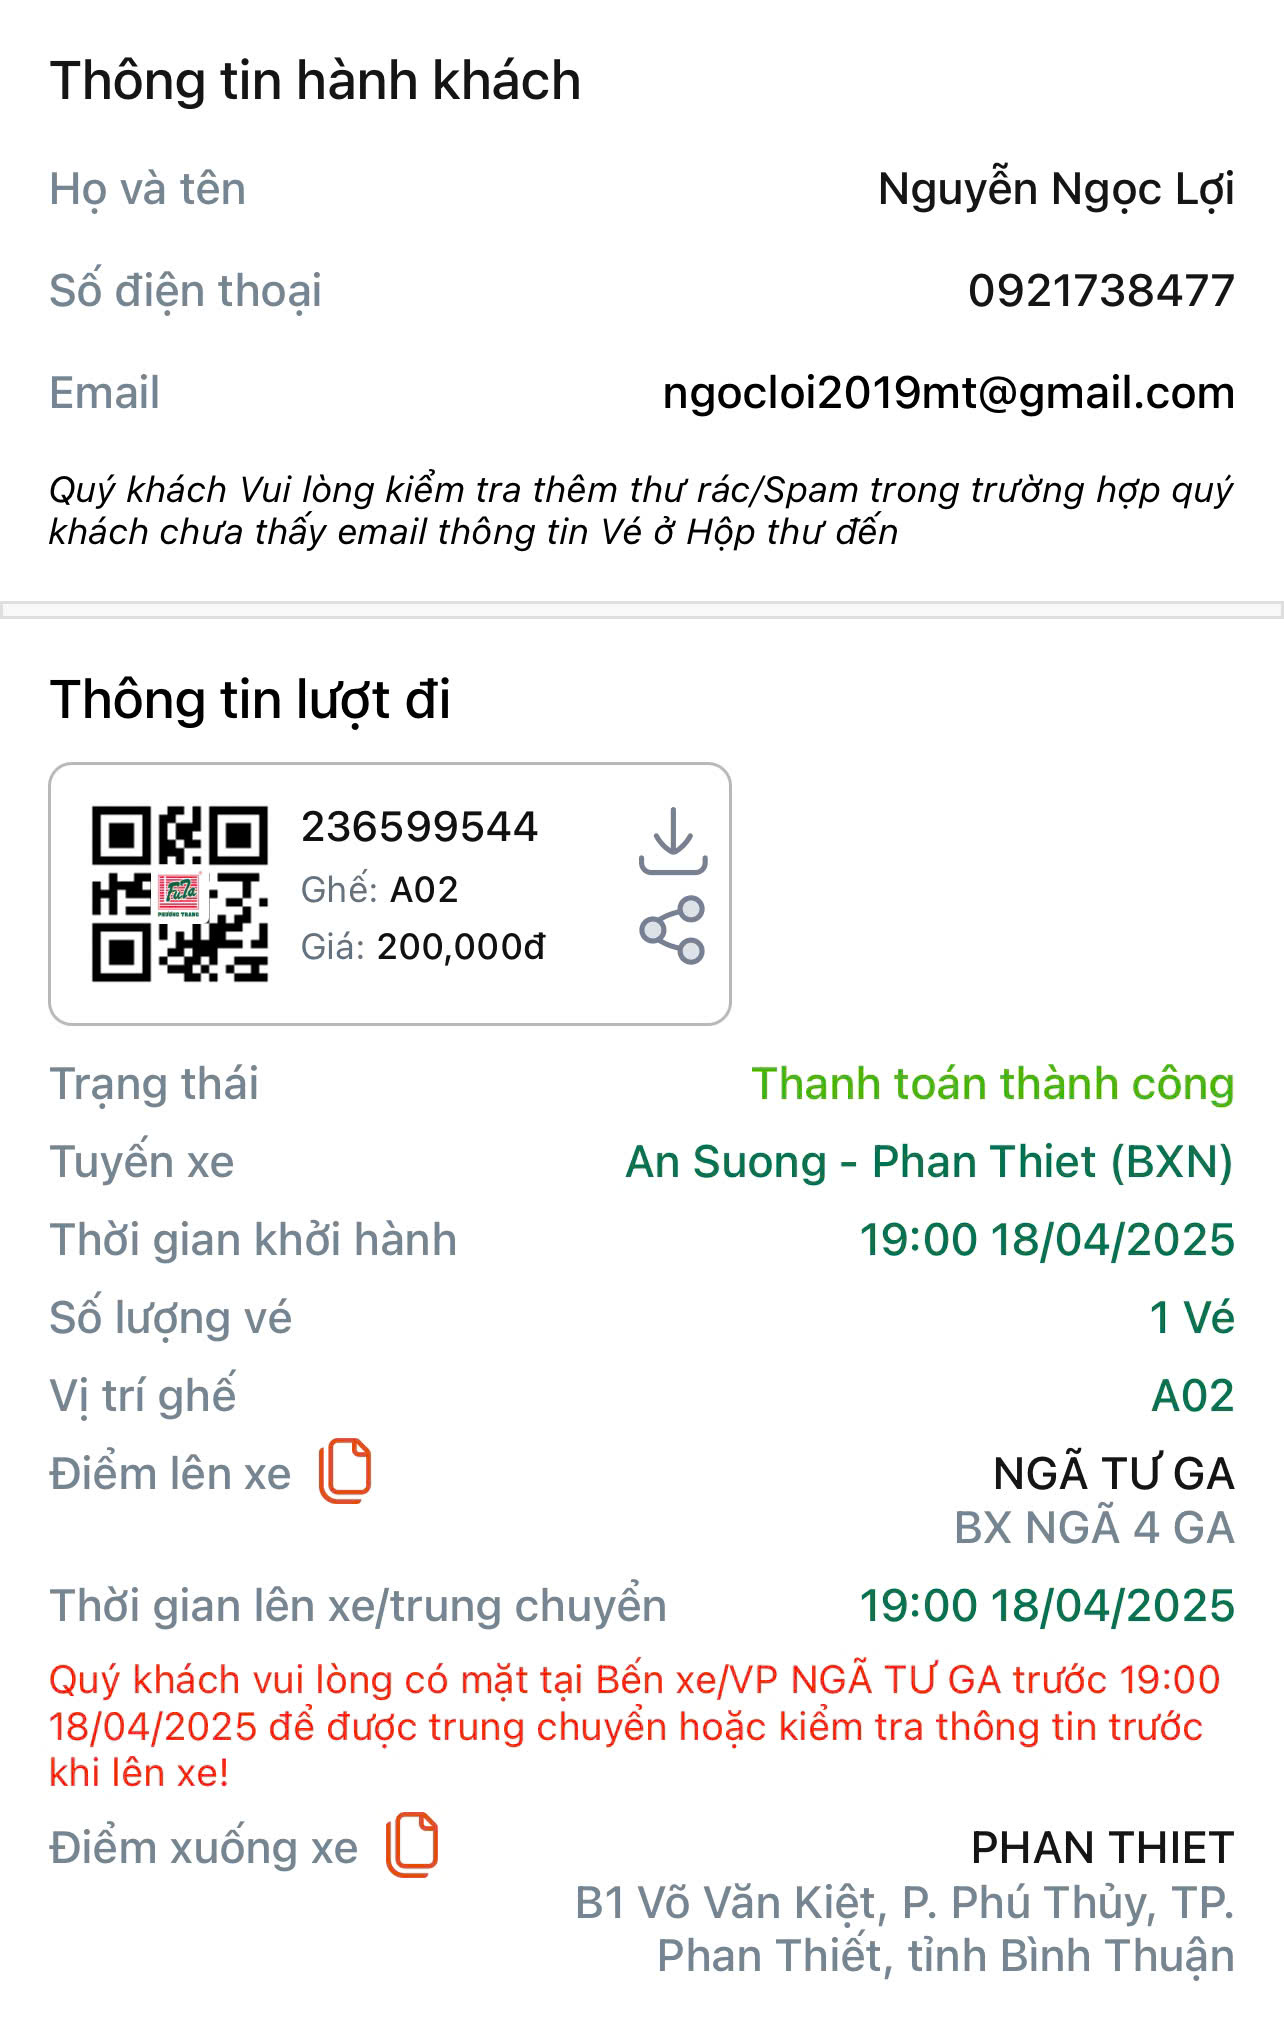 Thông tin hành khách
Họ và tên
Nguyễn Ngọc Lợi
Số điện thoại
0921738477
Email
ngocloi2019mt@gmail.com
Quý khách Vui lòng kiểm tra thêm thư rác/Spam trong trường hợp quý
khách chưa thấy email thông tin Vé ở Hộp thư đến
Thông tin lượt đi
FuTa
PHƯƠNG TRANG
236599544
Ghế: A02
Giá: 200,000đ
Trạng thái
Thanh toán thành công
Tuyến xe
An Suong - Phan Thiet (BXN)
Thời gian khởi hành
19:00 18/04/2025
Số lượng vé
1 Vé
Vị trí ghế
A02
Điểm lên xe
NGÃ TƯ GA
BX NGÃ 4 GA
Thời gian lên xe/trung chuyển
19:00 18/04/2025
Quý khách vui lòng có mặt tại Bến xe/VP NGÃ TƯ GA trước 19:00
18/04/2025 để được trung chuyển hoặc kiểm tra thông tin trước
khi lên xe!
Điểm xuống xe
PHAN THIET
B1 Võ Văn Kiệt, P. Phú Thủy, TP.
Phan Thiết, tỉnh Bình Thuận